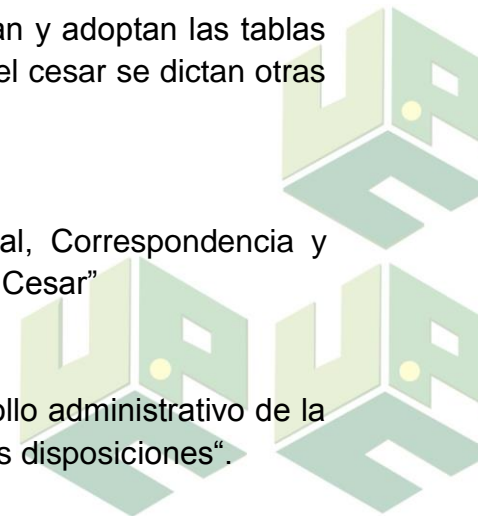 an y adoptan las tablas
el cesar se dictan otras
al, Correspondencia y
Cesar”
ollo administrativo de la
s disposiciones“.